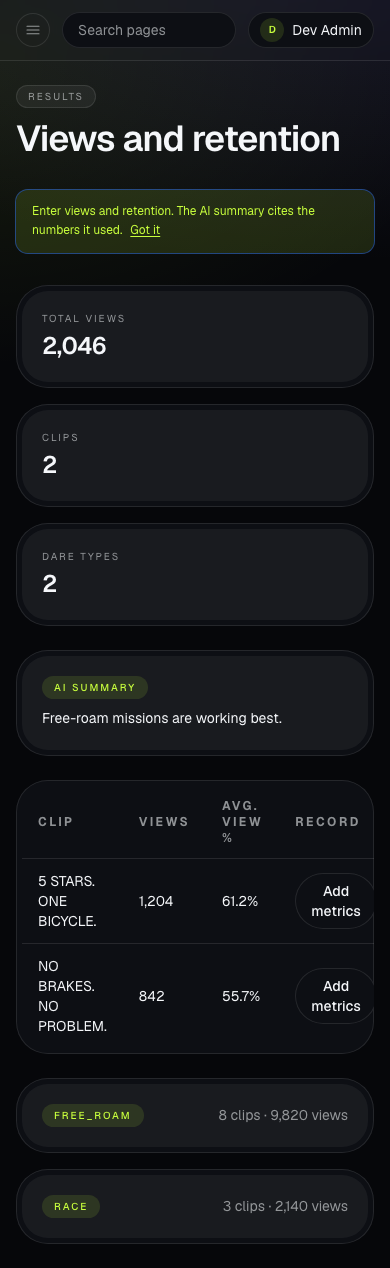 Search pages
D Dev Admin
RESULTS
Views and retention
Enter views and retention. The AI summary cites the
numbers it used. Got it
TOTAL VIEWS
2,046
CLIPS
2
DARE TYPES
2
AI SUMMARY
Free-roam missions are working best.
CLIP VIEWS AVG. VIEW % RECORD
5 STARS.
ONE
BICYCLE.
1,204
61.2%
Add
metrics
NO
BRAKES.
NO
PROBLEM.
842
55.7%
Add
metrics
FREE_ROAM 8 clips · 9,820 views
RACE 3 clips · 2,140 views